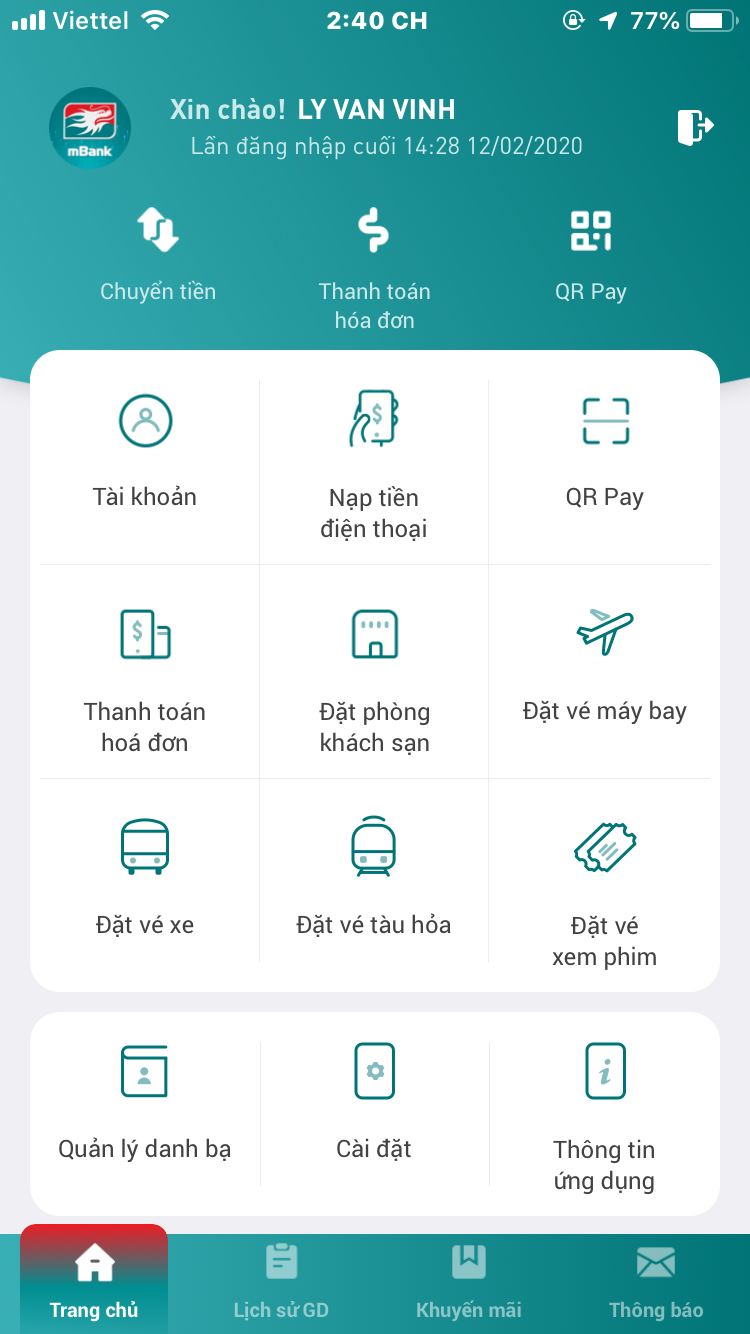 Viettel 2:40 CH 77%
Xin chào! LY VAN VINH
mBank
Lần đăng nhập cuối 14:28 12/02/2020
Chuyển tiền Thanh toán QR Pay
hóa đơn
$
Tài khoản Nạp tiền QR Pay
điện thoại
$
Thanh toán Đặt phòng Đặt vé máy bay
hoá đơn khách sạn
Đặt vé xe Đặt vé tàu hỏa Đặt vé
xem phim
i
Quản lý danh bạ Cài đặt Thông tin
ứng dụng
Trang chủ Lịch sử GD Khuyến mãi Thông báo